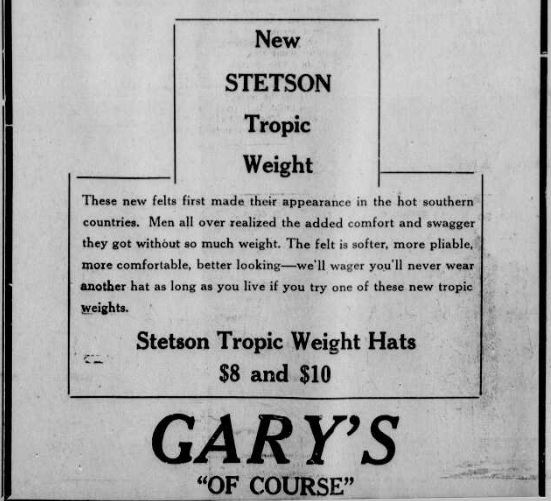 New
STETSON
Tropic
Weight
These new felts first made their appearance in the hot southern
countries. Men all over realized the added comfort and swagger
they got without so much weight. The felt is softer, more pliable,
more comfortable, better looking—we'll wager you'll never wear
another hat as long as you live if you try one of these new tropic
weights.
Stetson Tropic Weight Hats
$8 and $10
GARY'S
"OF COURSE"